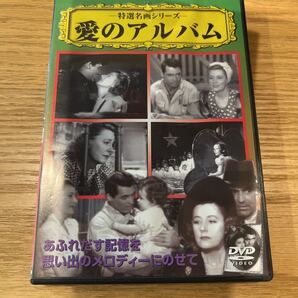 —特選名画シリーズ—
愛のアルバム
あふれだす記憶を
思い出のメロディーにのせて
DVD
VIDEO